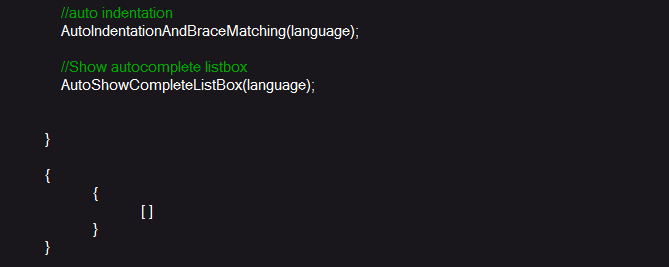 //auto indentation
AutoIndentationAndBraceMatching(language);
//Show autocomplete listbox
AutoShowCompleteListBox(language);
}
{
{
[ ]
}
}